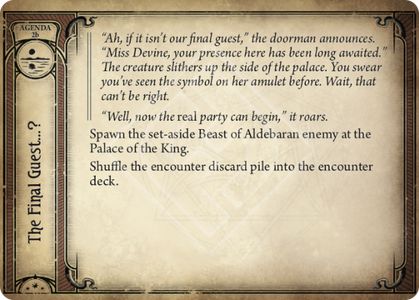 AGENDA
2b
The Final Guest...?
"Ah, if it isn't our final guest," the doorman announces.
"Miss Devine, your presence here has been long awaited."
The creature slithers up the side of the palace. You swear
you've seen the symbol on her amulet before. Wait, that
can't be right.
"Well, now the real party can begin," it roars.
Spawn the set-aside Beast of Aldebaran enemy at the
Palace of the King.
Shuffle the encounter discard pile into the encounter
deck.